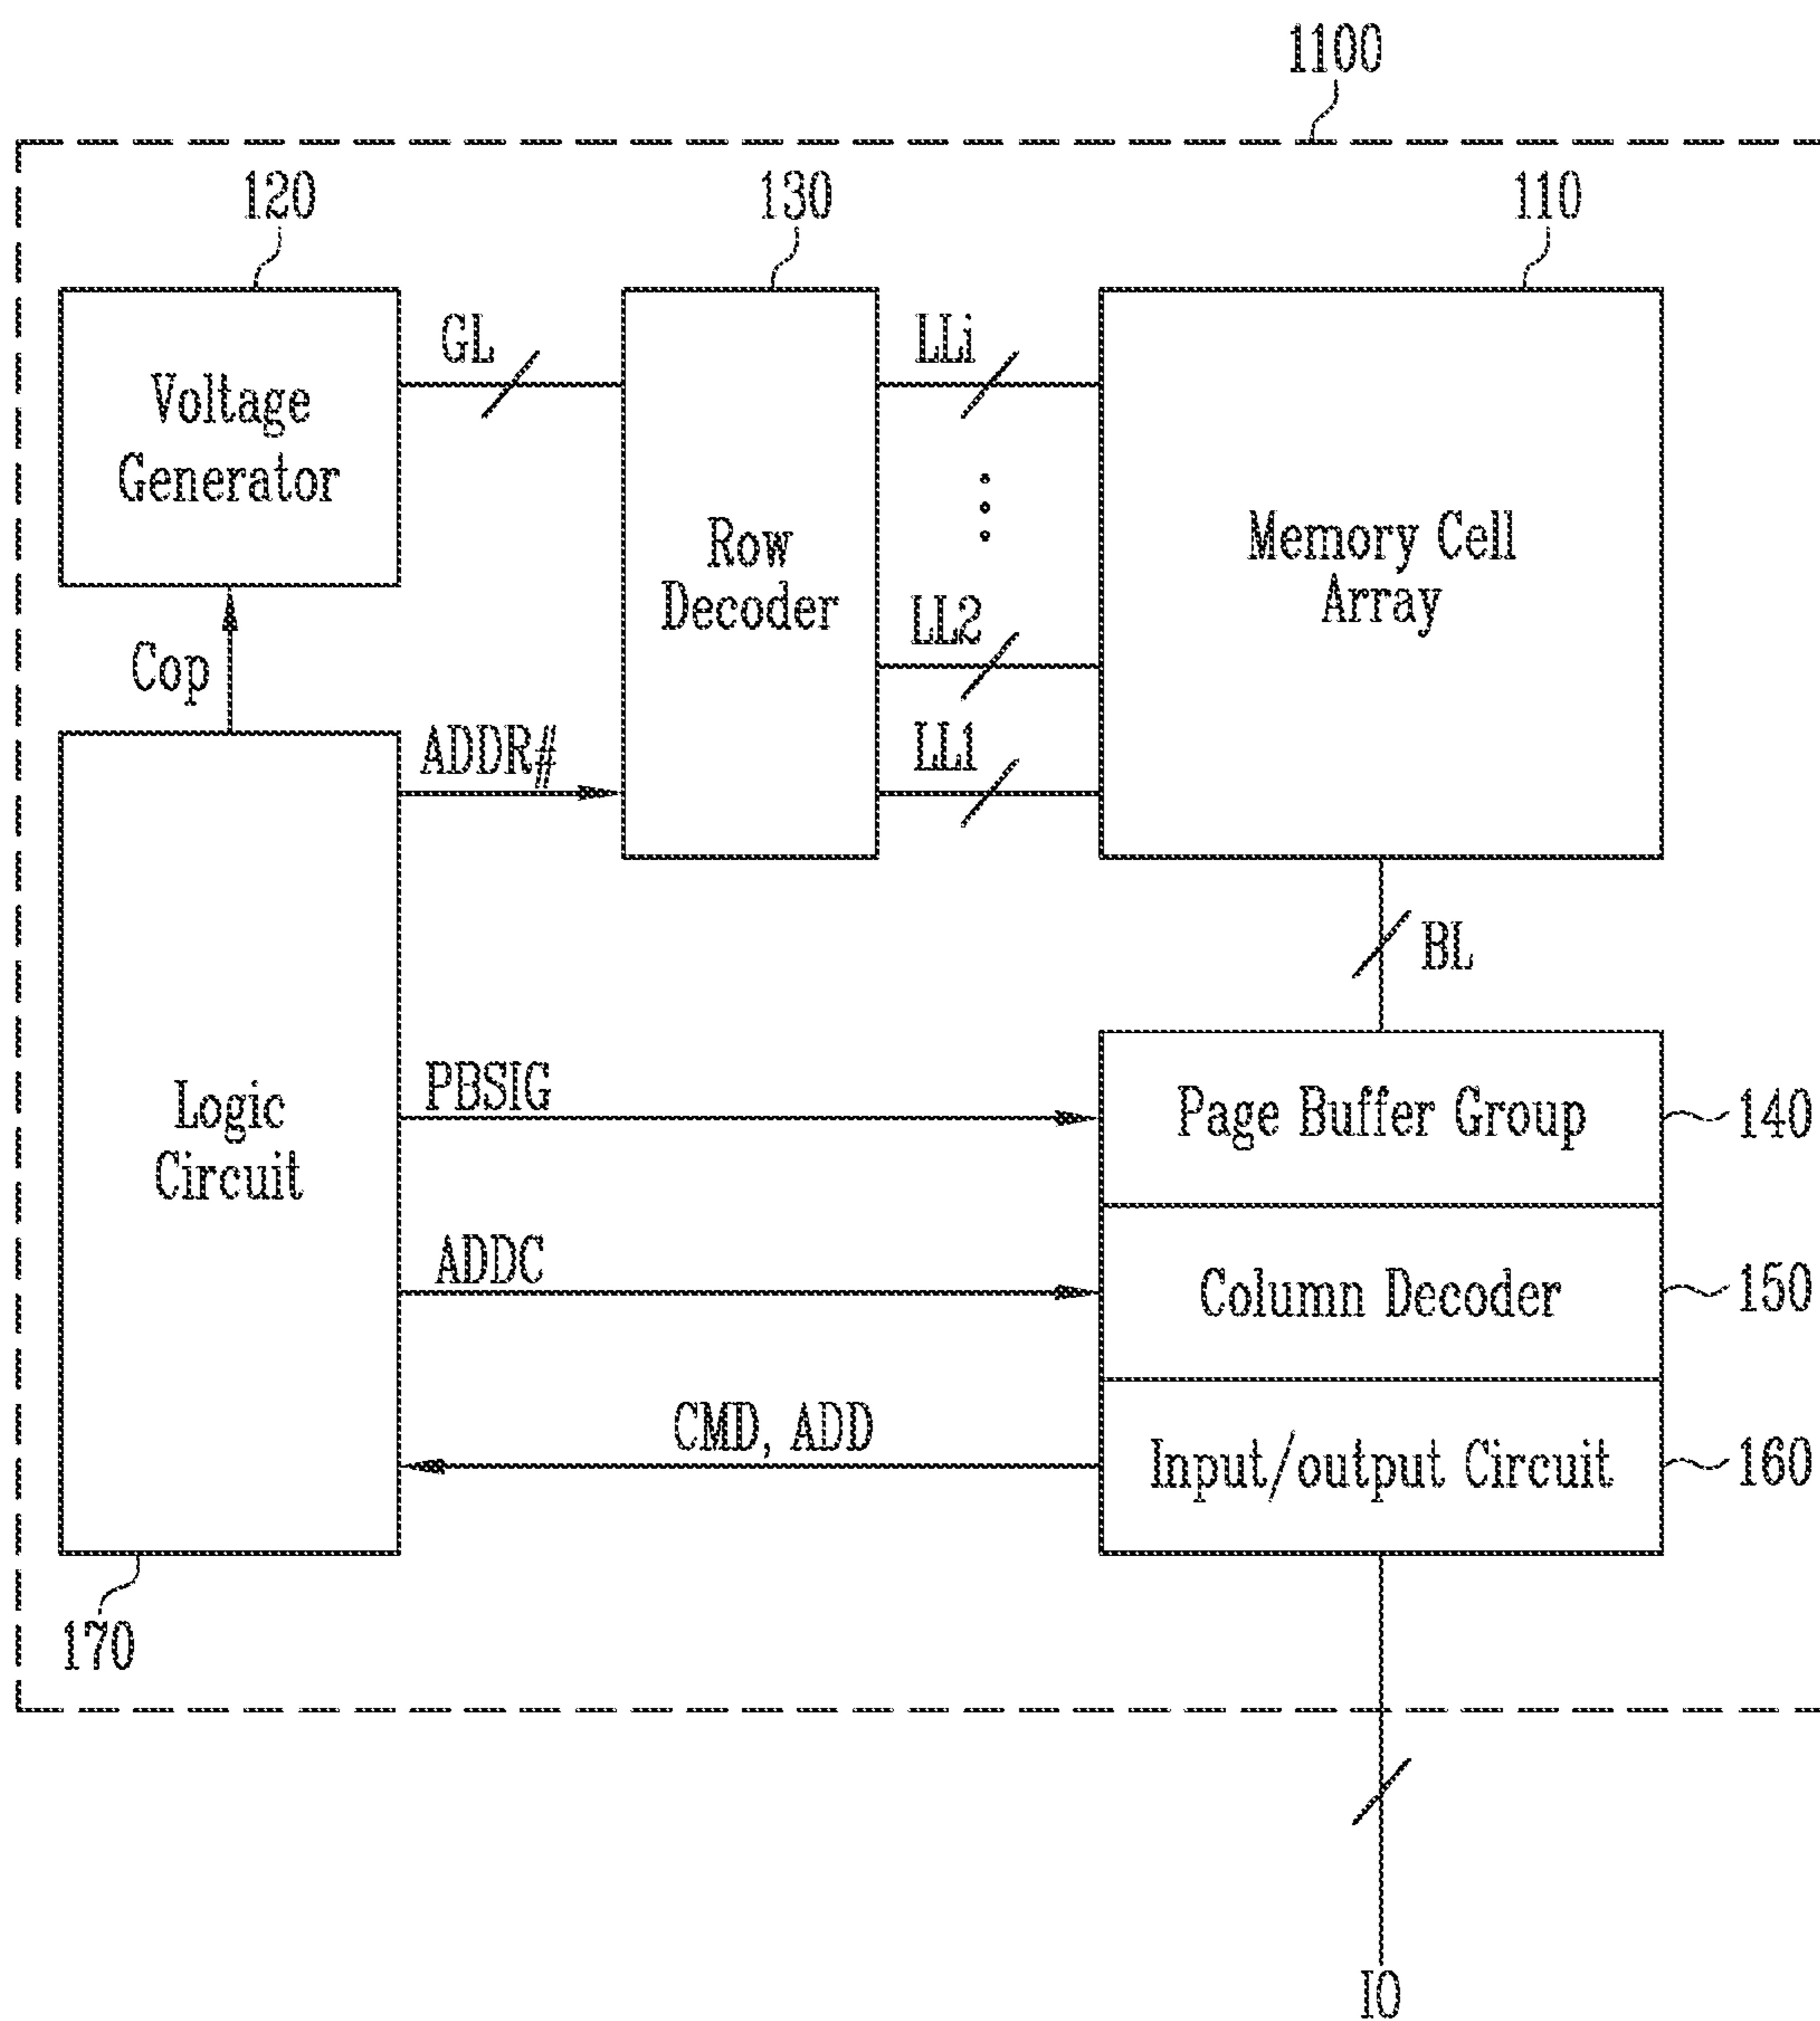 1100
120
130
110
Voltage
Generator
GL
Row
Decoder
LLi
LL2
LL1
Memory Cell
Array
Cop
ADDR#
BL
Logic
Circuit
PBSIG
Page Buffer Group
140
ADDC
Column Decoder
150
CMD, ADD
Input/output Circuit
160
170
IO